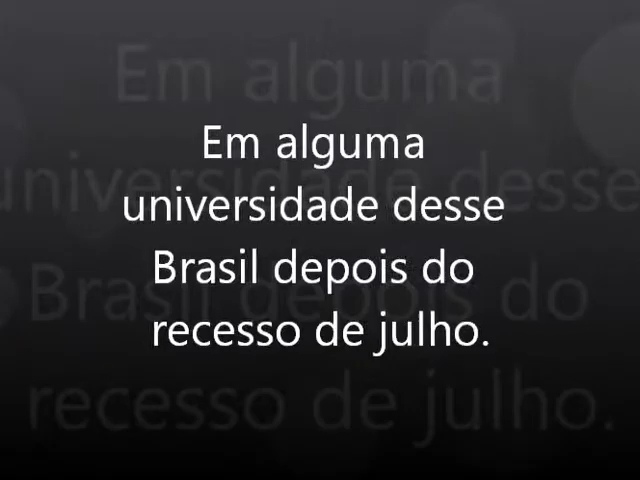 Em alguma
universidade desse
Brasil depois do
recesso de julho.